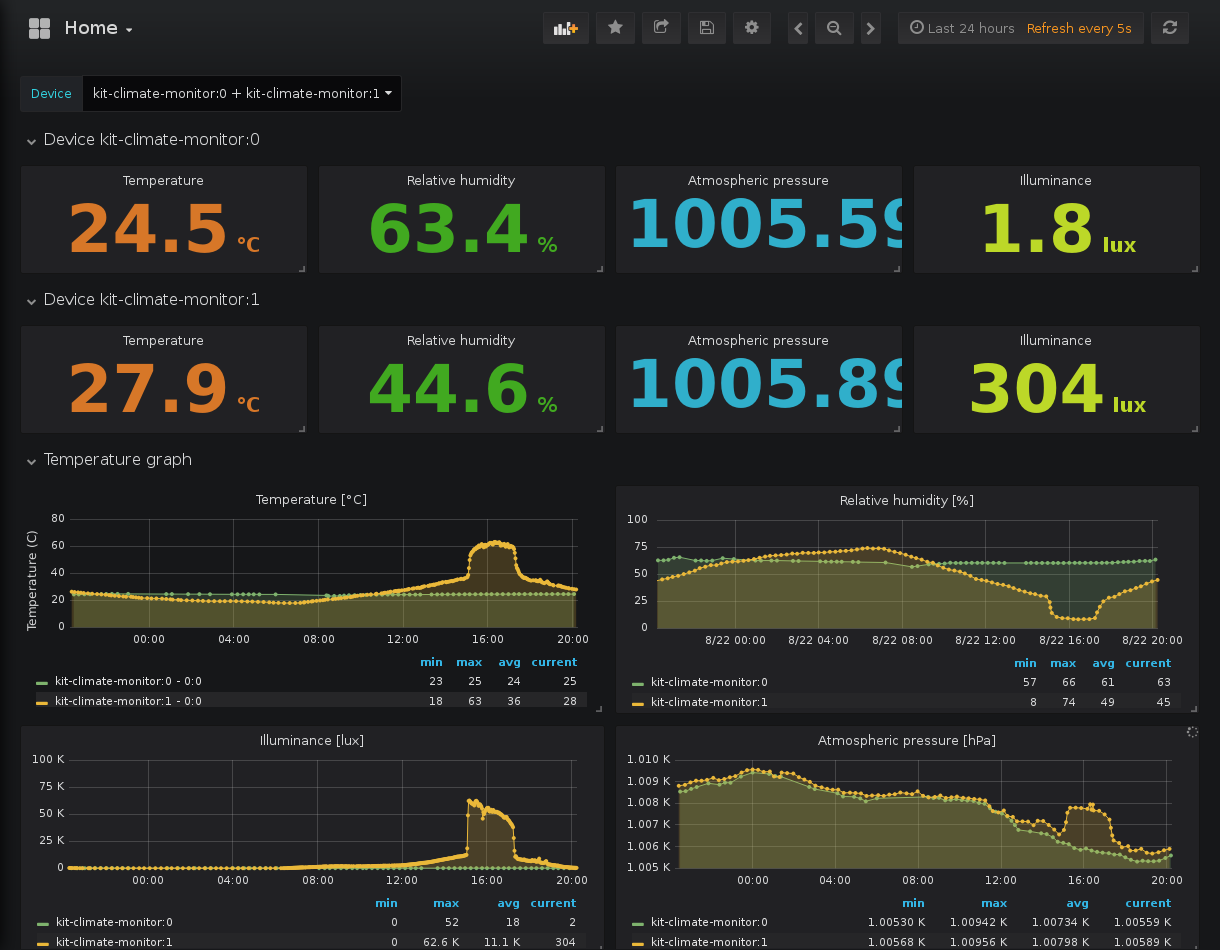 Home
Last 24 hours Refresh every 5s
Device kit-climate-monitor:0 + kit-climate-monitor:1
Device kit-climate-monitor:0
Temperature Relative humidity Atmospheric pressure Illuminance
24.5 °C 63.4 % 1005.59 1.8 lux
Device kit-climate-monitor:1
Temperature Relative humidity Atmospheric pressure Illuminance
27.9 °C 44.6 % 1005.89 304 lux
Temperature graph
Temperature [°C]
Temperature (C)
80
60
40
20
0
00:00 04:00 08:00 12:00 16:00 20:00
min max avg current
kit-climate-monitor:0 - 0:0 23 25 24 25
kit-climate-monitor:1 - 0:0 18 63 36 28
Relative humidity [%]
100
75
50
25
0
8/22 00:00 8/22 04:00 8/22 08:00 8/22 12:00 8/22 16:00 8/22 20:00
min max avg current
kit-climate-monitor:0 57 66 61 63
kit-climate-monitor:1 8 74 49 45
Illuminance [lux]
100 K
75 K
50 K
25 K
0
00:00 04:00 08:00 12:00 16:00 20:00
min max avg current
kit-climate-monitor:0 0 52 18 2
kit-climate-monitor:1 0 62.6 K 11.1 K 304
Atmospheric pressure [hPa]
1.010 K
1.009 K
1.008 K
1.007 K
1.006 K
1.005 K
00:00 04:00 08:00 12:00 16:00 20:00
min max avg current
kit-climate-monitor:0 1.00530 K 1.00942 K 1.00734 K 1.00559 K
kit-climate-monitor:1 1.00568 K 1.00956 K 1.00798 K 1.00589 K